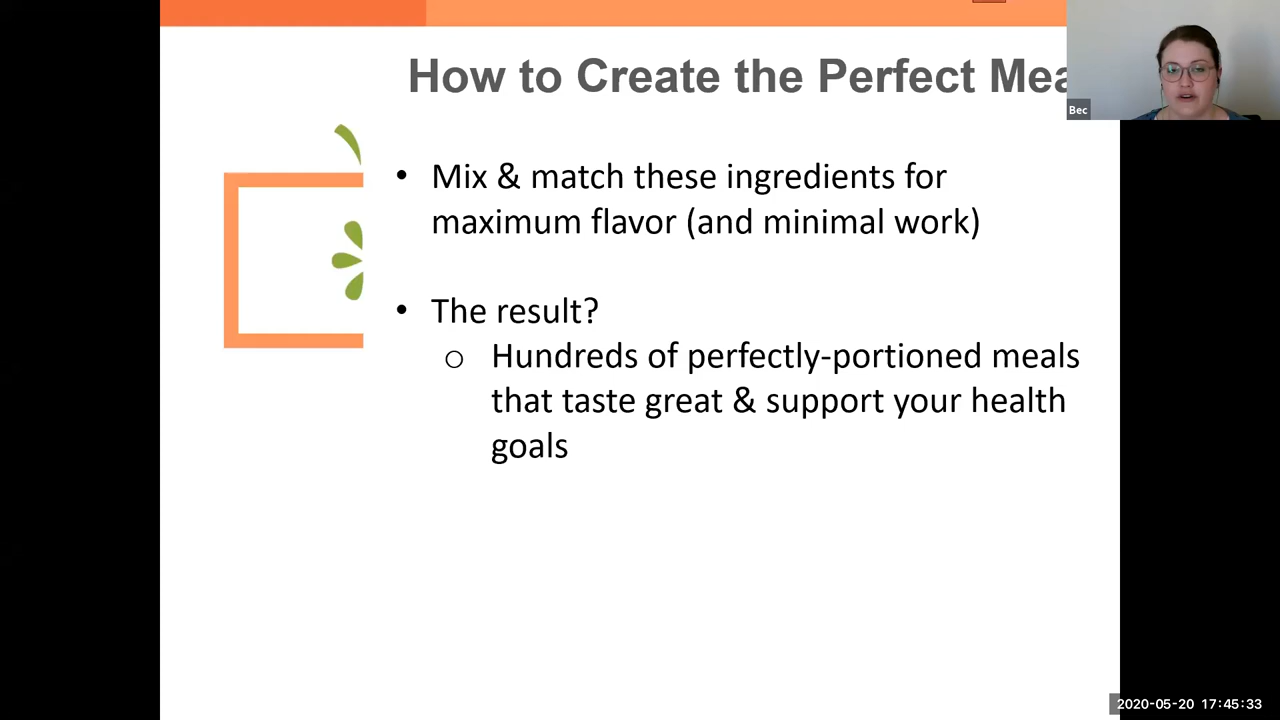 How to Create the Perfect Mea
Bec
• Mix & match these ingredients for
maximum flavor (and minimal work)
• The result?
o Hundreds of perfectly-portioned meals
that taste great & support your health
goals
2020-05-20 17:45:33